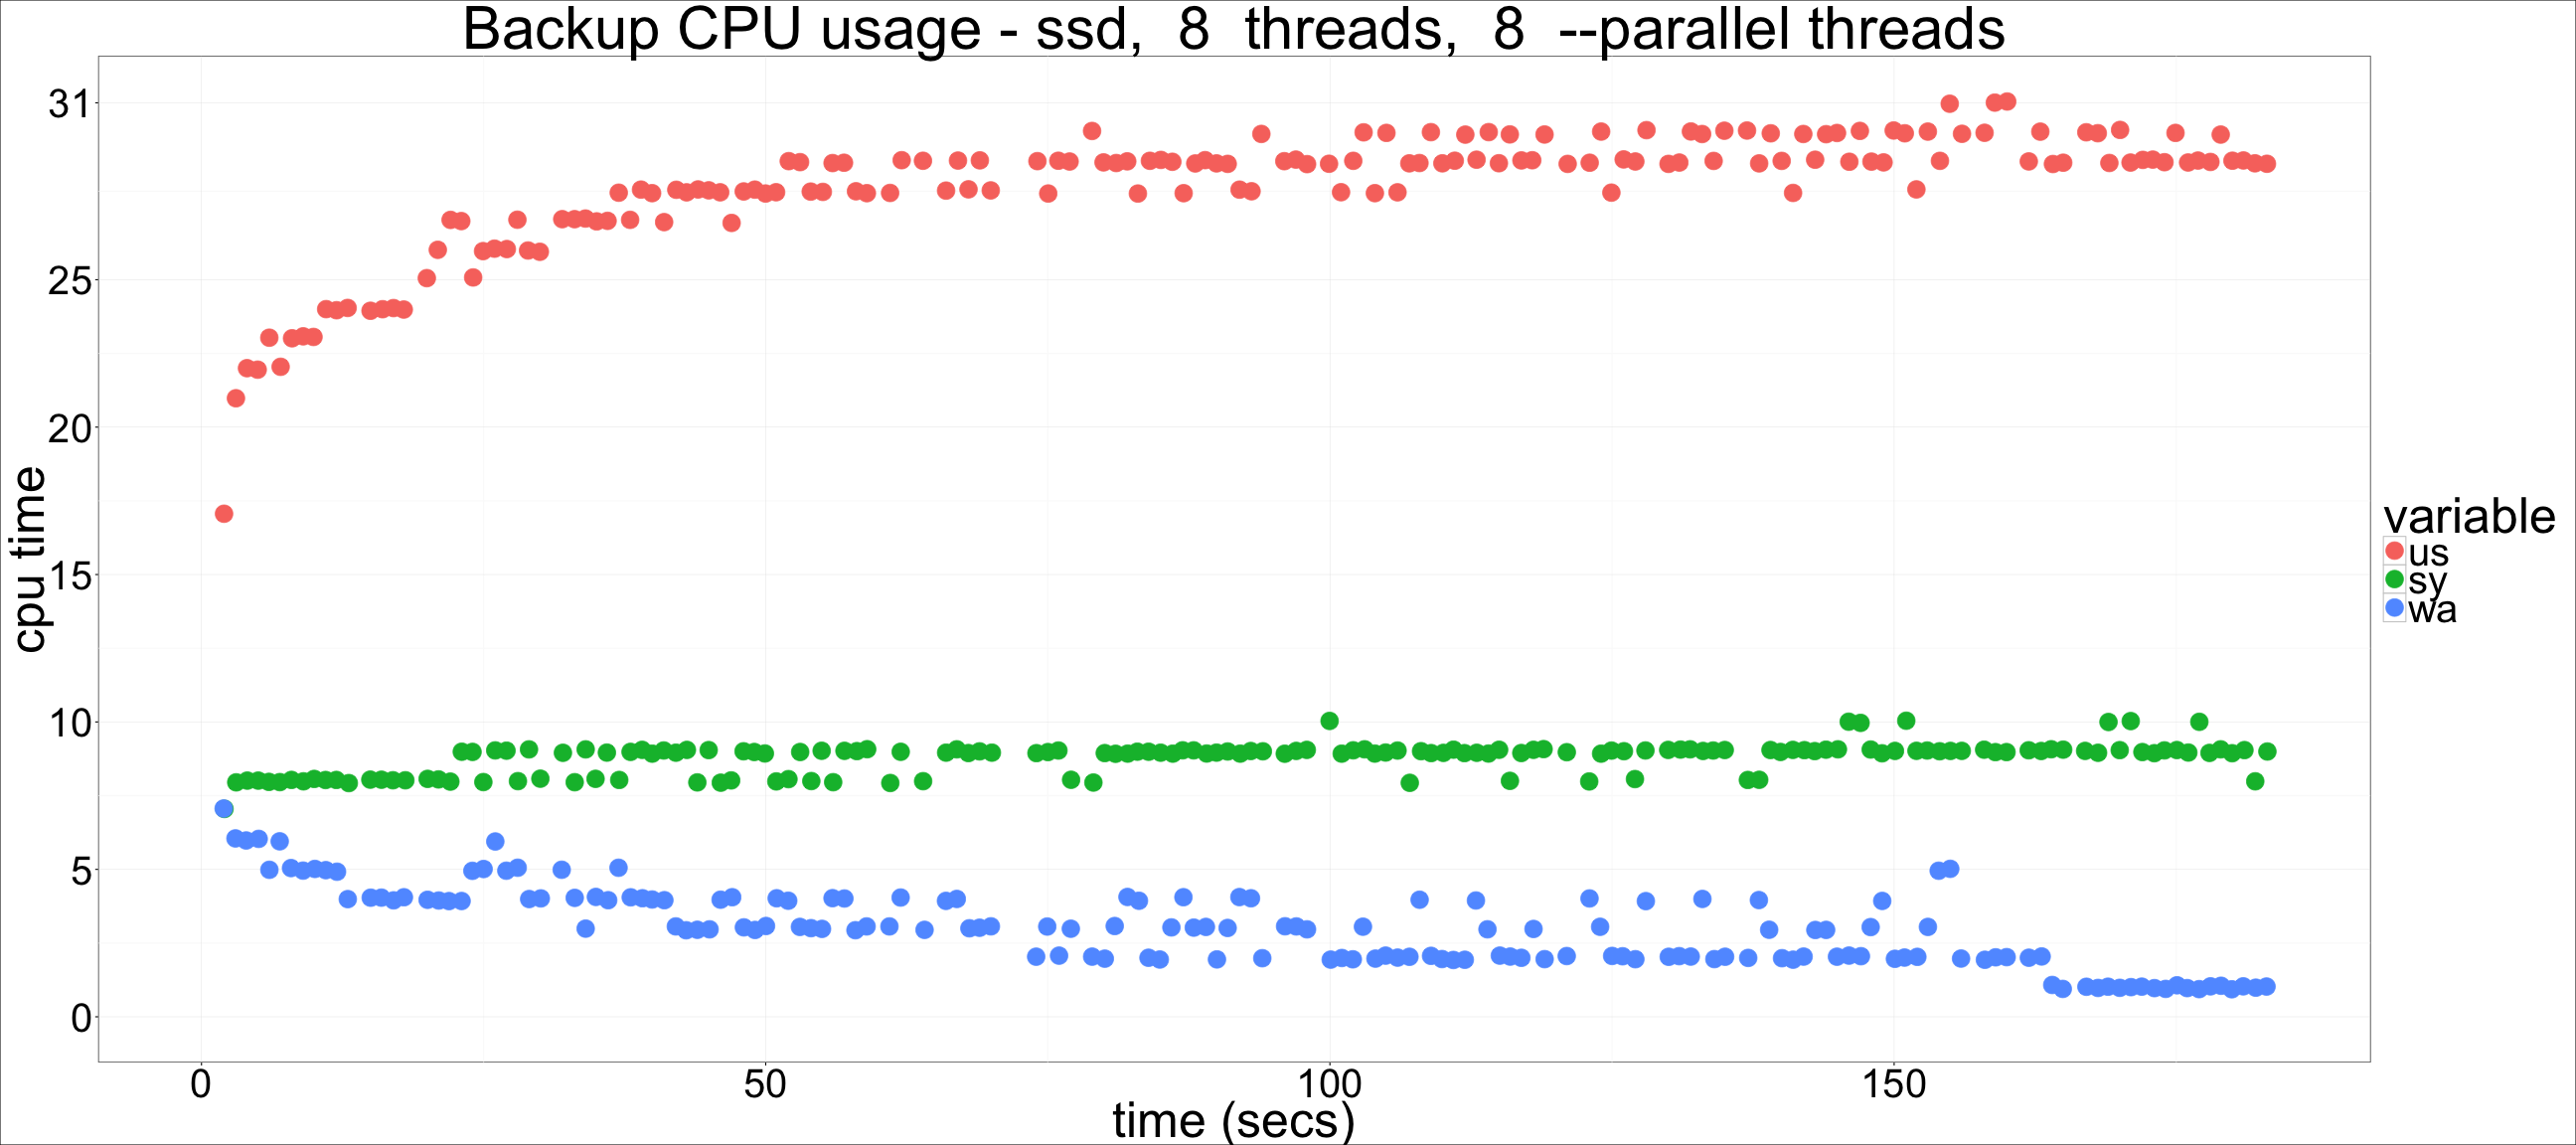 Backup CPU usage - ssd,  8  threads,  8  --parallel threads
31
25
20
15
10
5
0
cpu time
0 50 100 150
time (secs)
variable
us
sy
wa